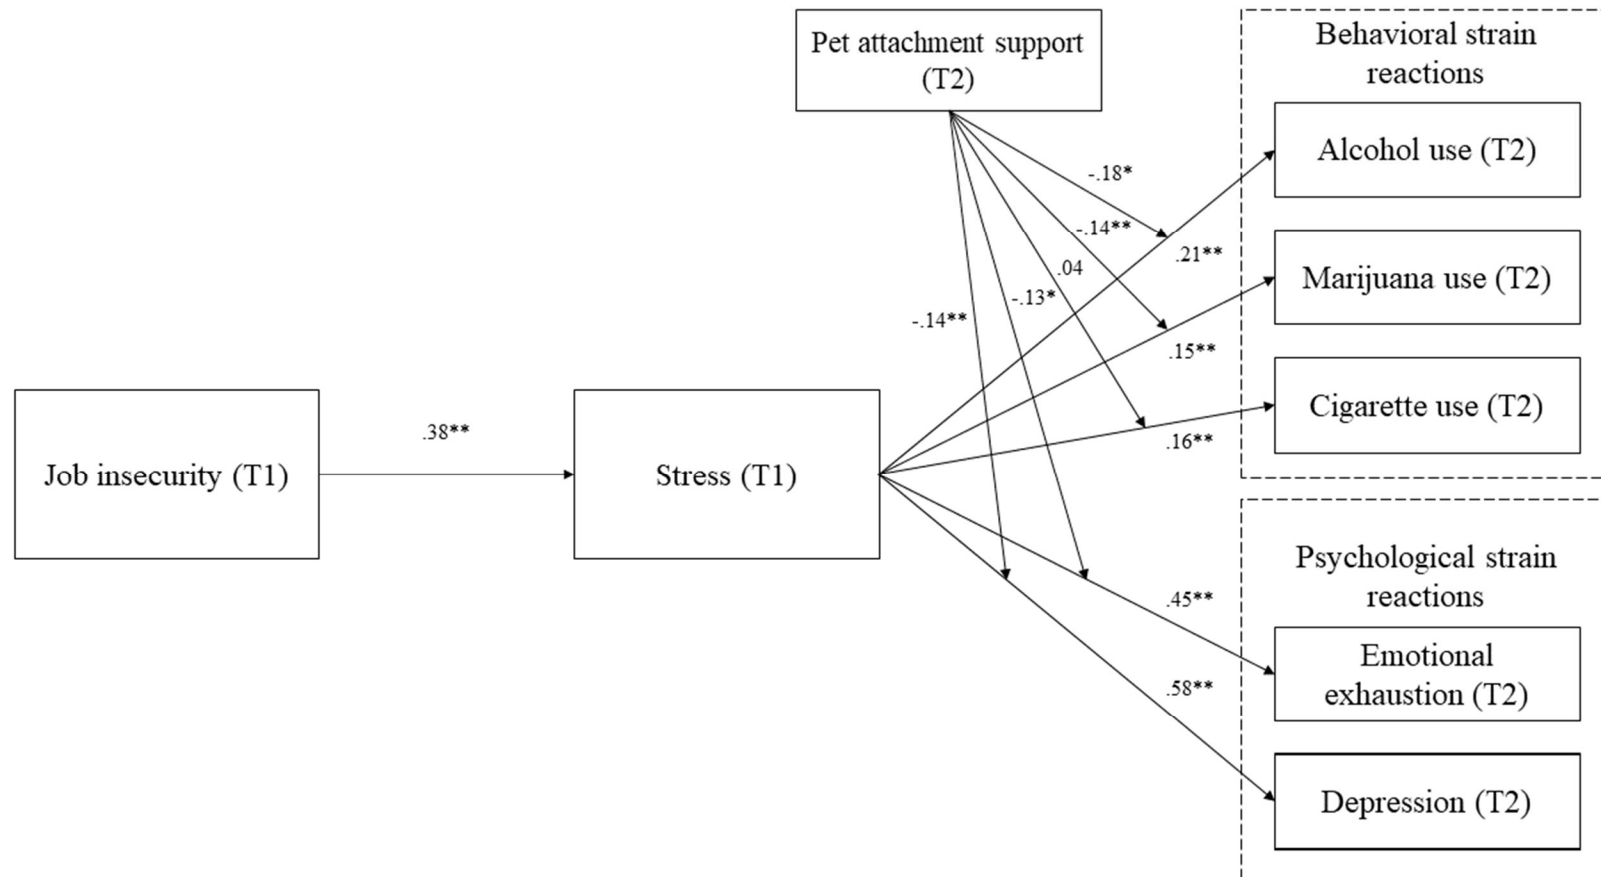 Pet attachment support
(T2)
Behavioral strain
reactions
Alcohol use (T2)
-.18*
-.14**
.21**
Marijuana use (T2)
.04
-.13*
-.14**
.15**
Cigarette use (T2)
.16**
.38**
Job insecurity (T1)
Stress (T1)
Psychological strain
reactions
.45**
Emotional
exhaustion (T2)
.58**
Depression (T2)